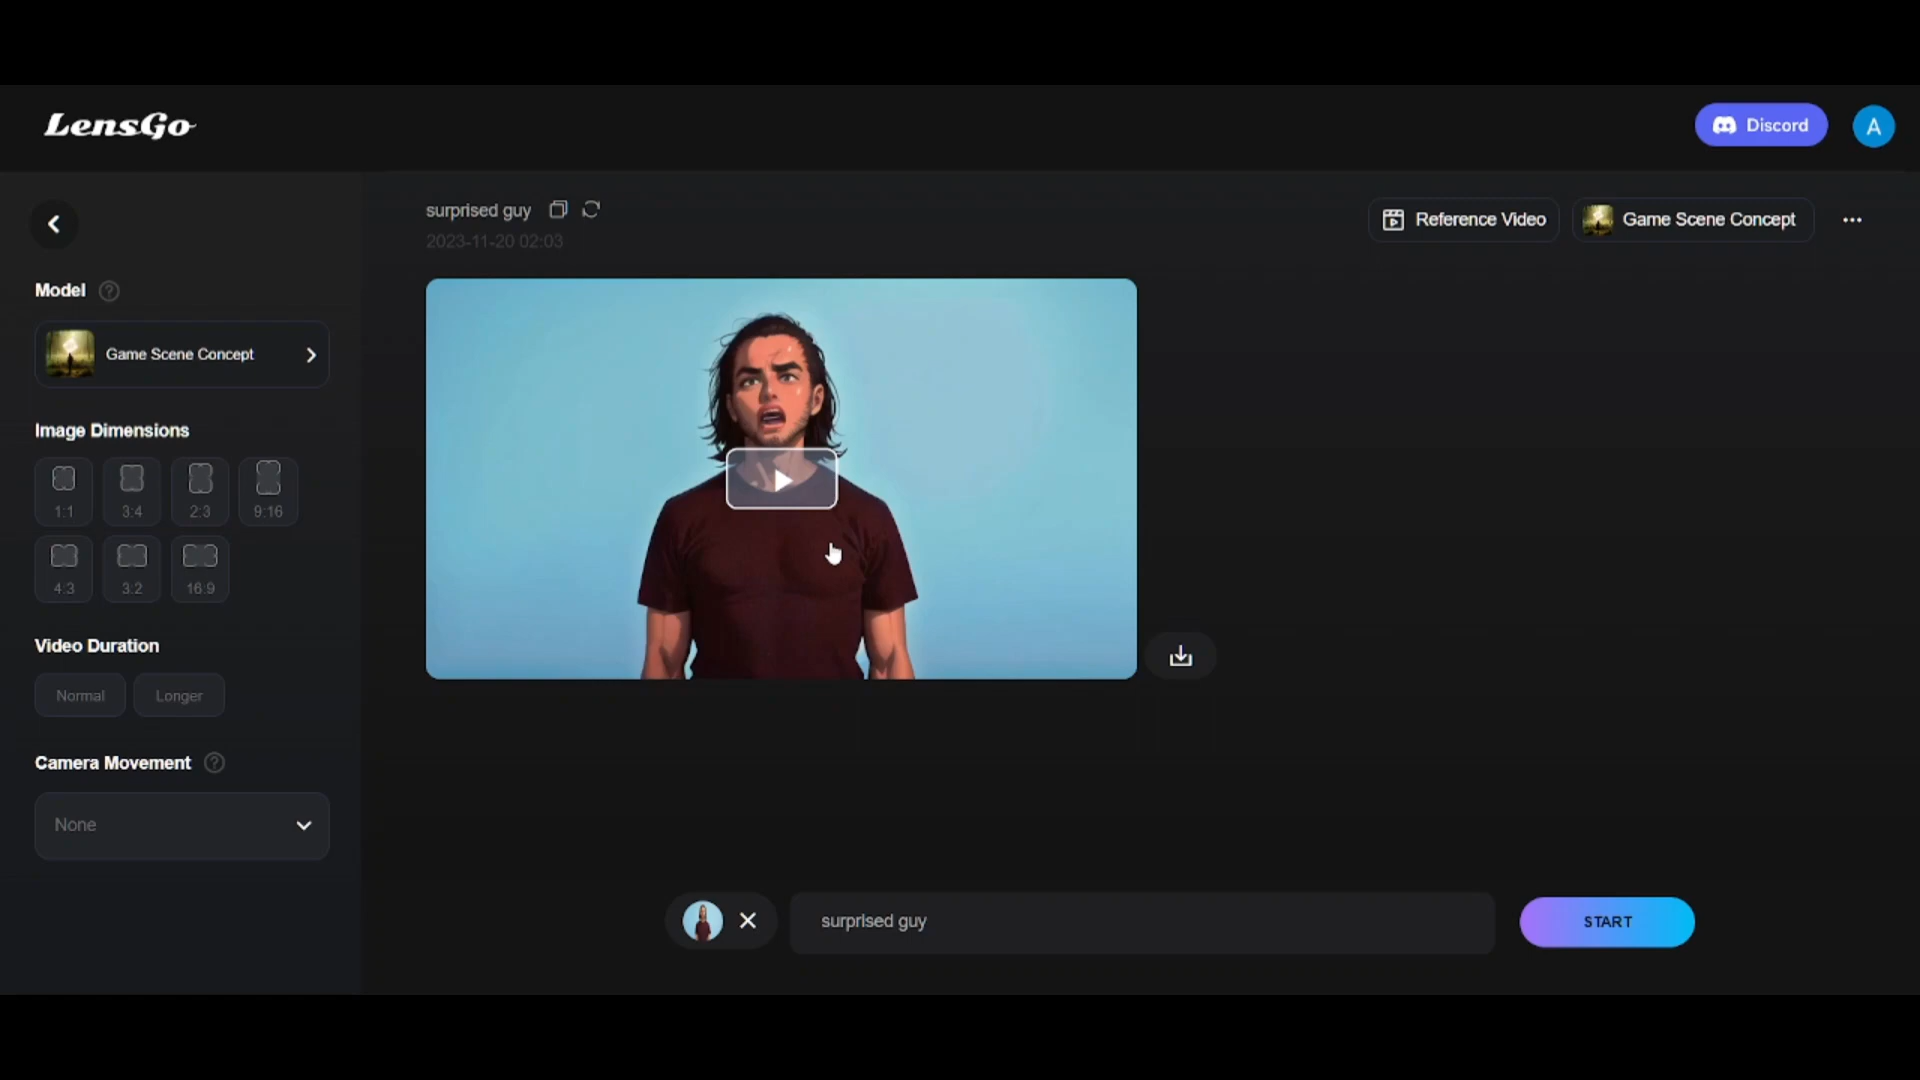 LensGo
Discord
A
surprised guy
2023-11-20 02:03
Reference Video
Game Scene Concept
Model ?
Game Scene Concept
Image Dimensions
1:1 3:4 2:3 9:16
4:3 3:2 16:9
Video Duration
Normal Longer
Camera Movement ?
None
surprised guy
START